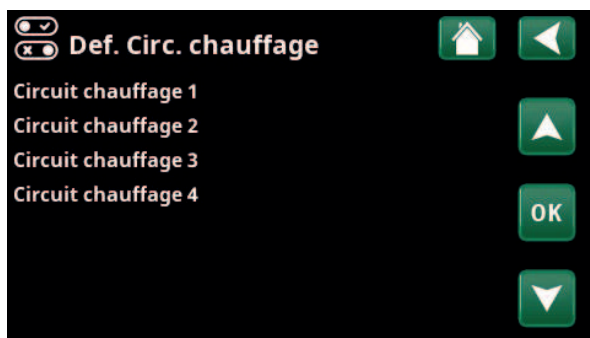 Def. Circ. chauffage
Circuit chauffage 1
Circuit chauffage 2
Circuit chauffage 3
Circuit chauffage 4
OK